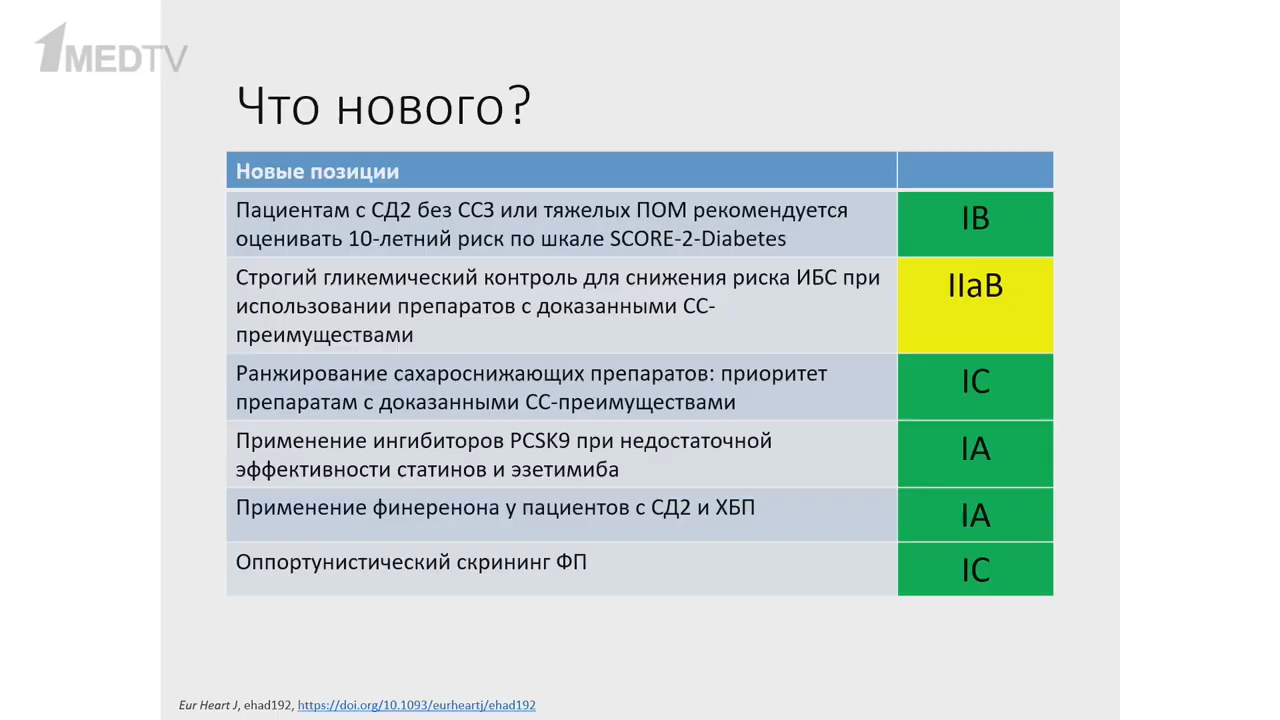 1MEDTV
Что нового?
Новые позиции
Пациентам с СД2 без ССЗ или тяжелых ПОМ рекомендуется
оценивать 10-летний риск по шкале SCORE-2-Diabetes
IB
Строгий гликемический контроль для снижения риска ИБС при
использовании препаратов с доказанными СС-
преимуществами
IIaB
Ранжирование сахароснижающих препаратов: приоритет
препаратам с доказанными СС-преимуществами
IC
Применение ингибиторов PCSK9 при недостаточной
эффективности статинов и эзетимиба
IA
Применение финеренона у пациентов с СД2 и ХБП
IA
Оппортунистический скрининг ФП
IC
Eur Heart J, ehad192, https://doi.org/10.1093/eurheartj/ehad192